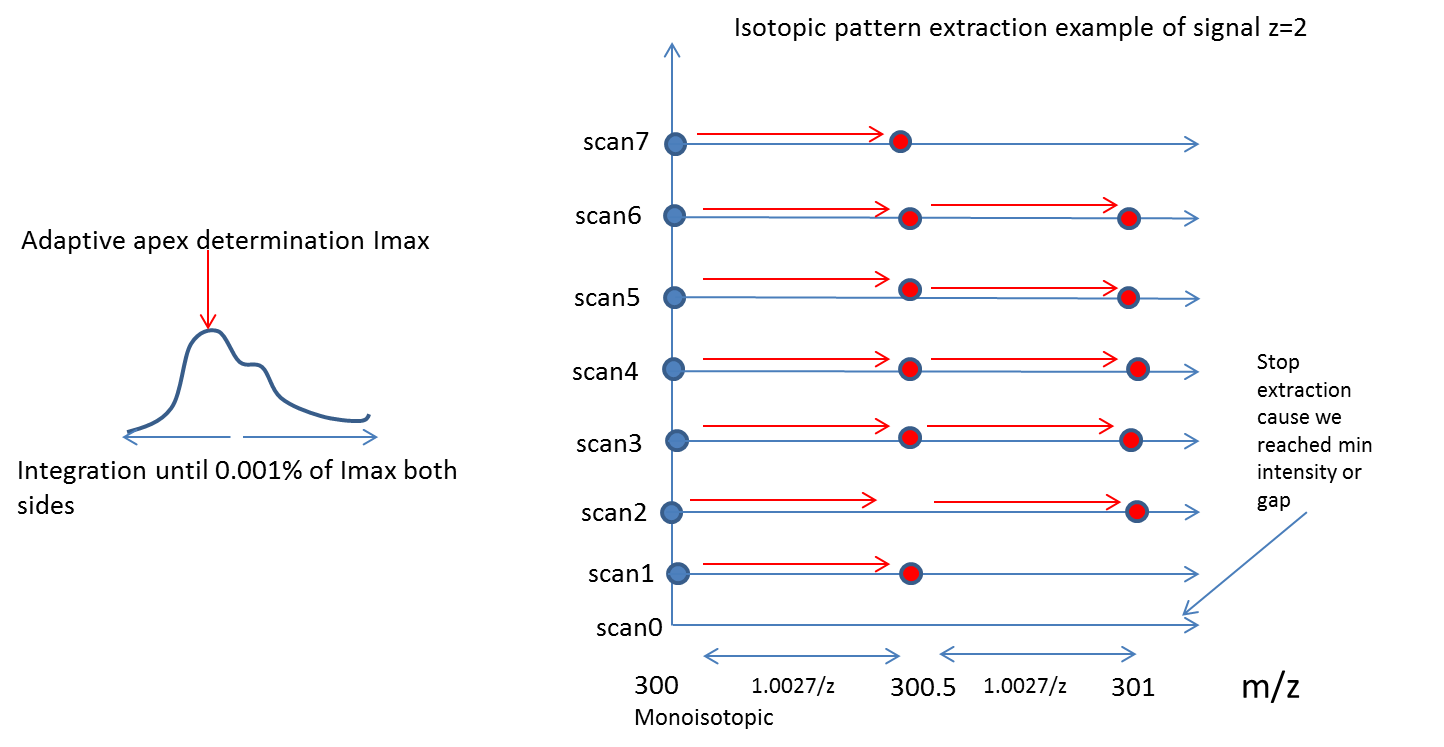 Isotopic pattern extraction example of signal z=2
Adaptive apex determination Imax
Integration until 0.001% of Imax both
sides
scan7
scan6
scan5
scan4
scan3
scan2
scan1
scan0
Stop
extraction
cause we
reached min
intensity or
gap
300
1.0027/z
300.5
1.0027/z
301
m/z
Monoisotopic